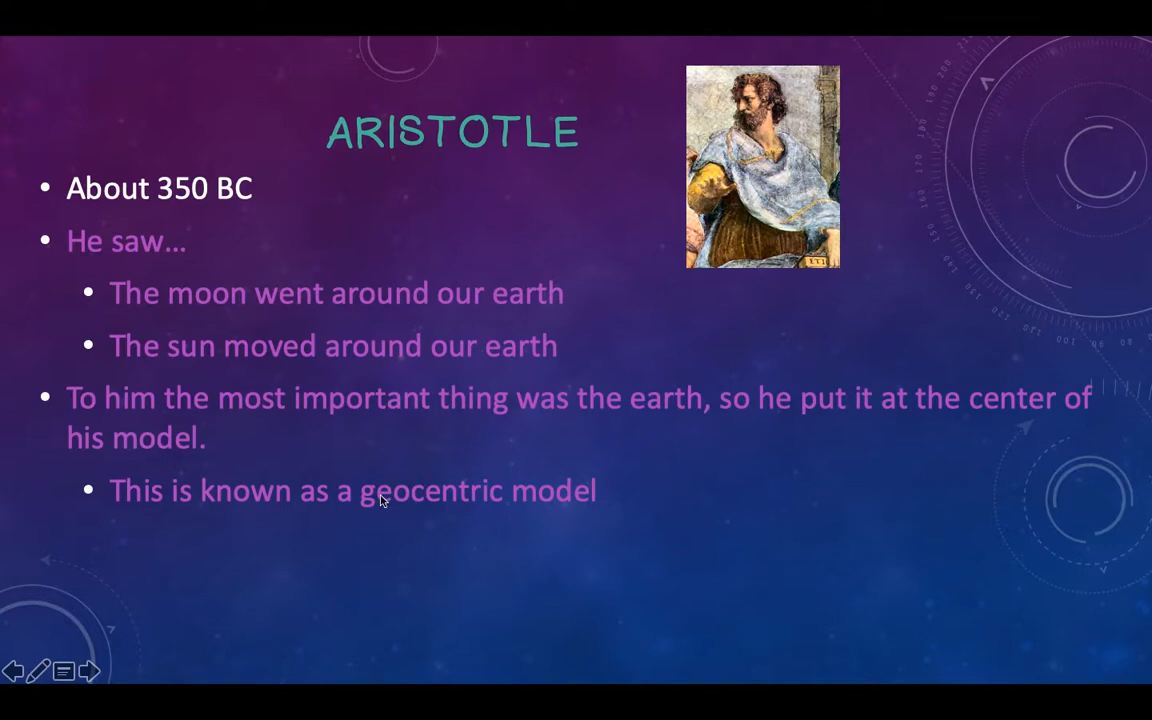 ARISTOTLE
• About 350 BC
• He saw...
• The moon went around our earth
• The sun moved around our earth
• To him the most important thing was the earth, so he put it at the center of
his model.
• This is known as a geocentric model